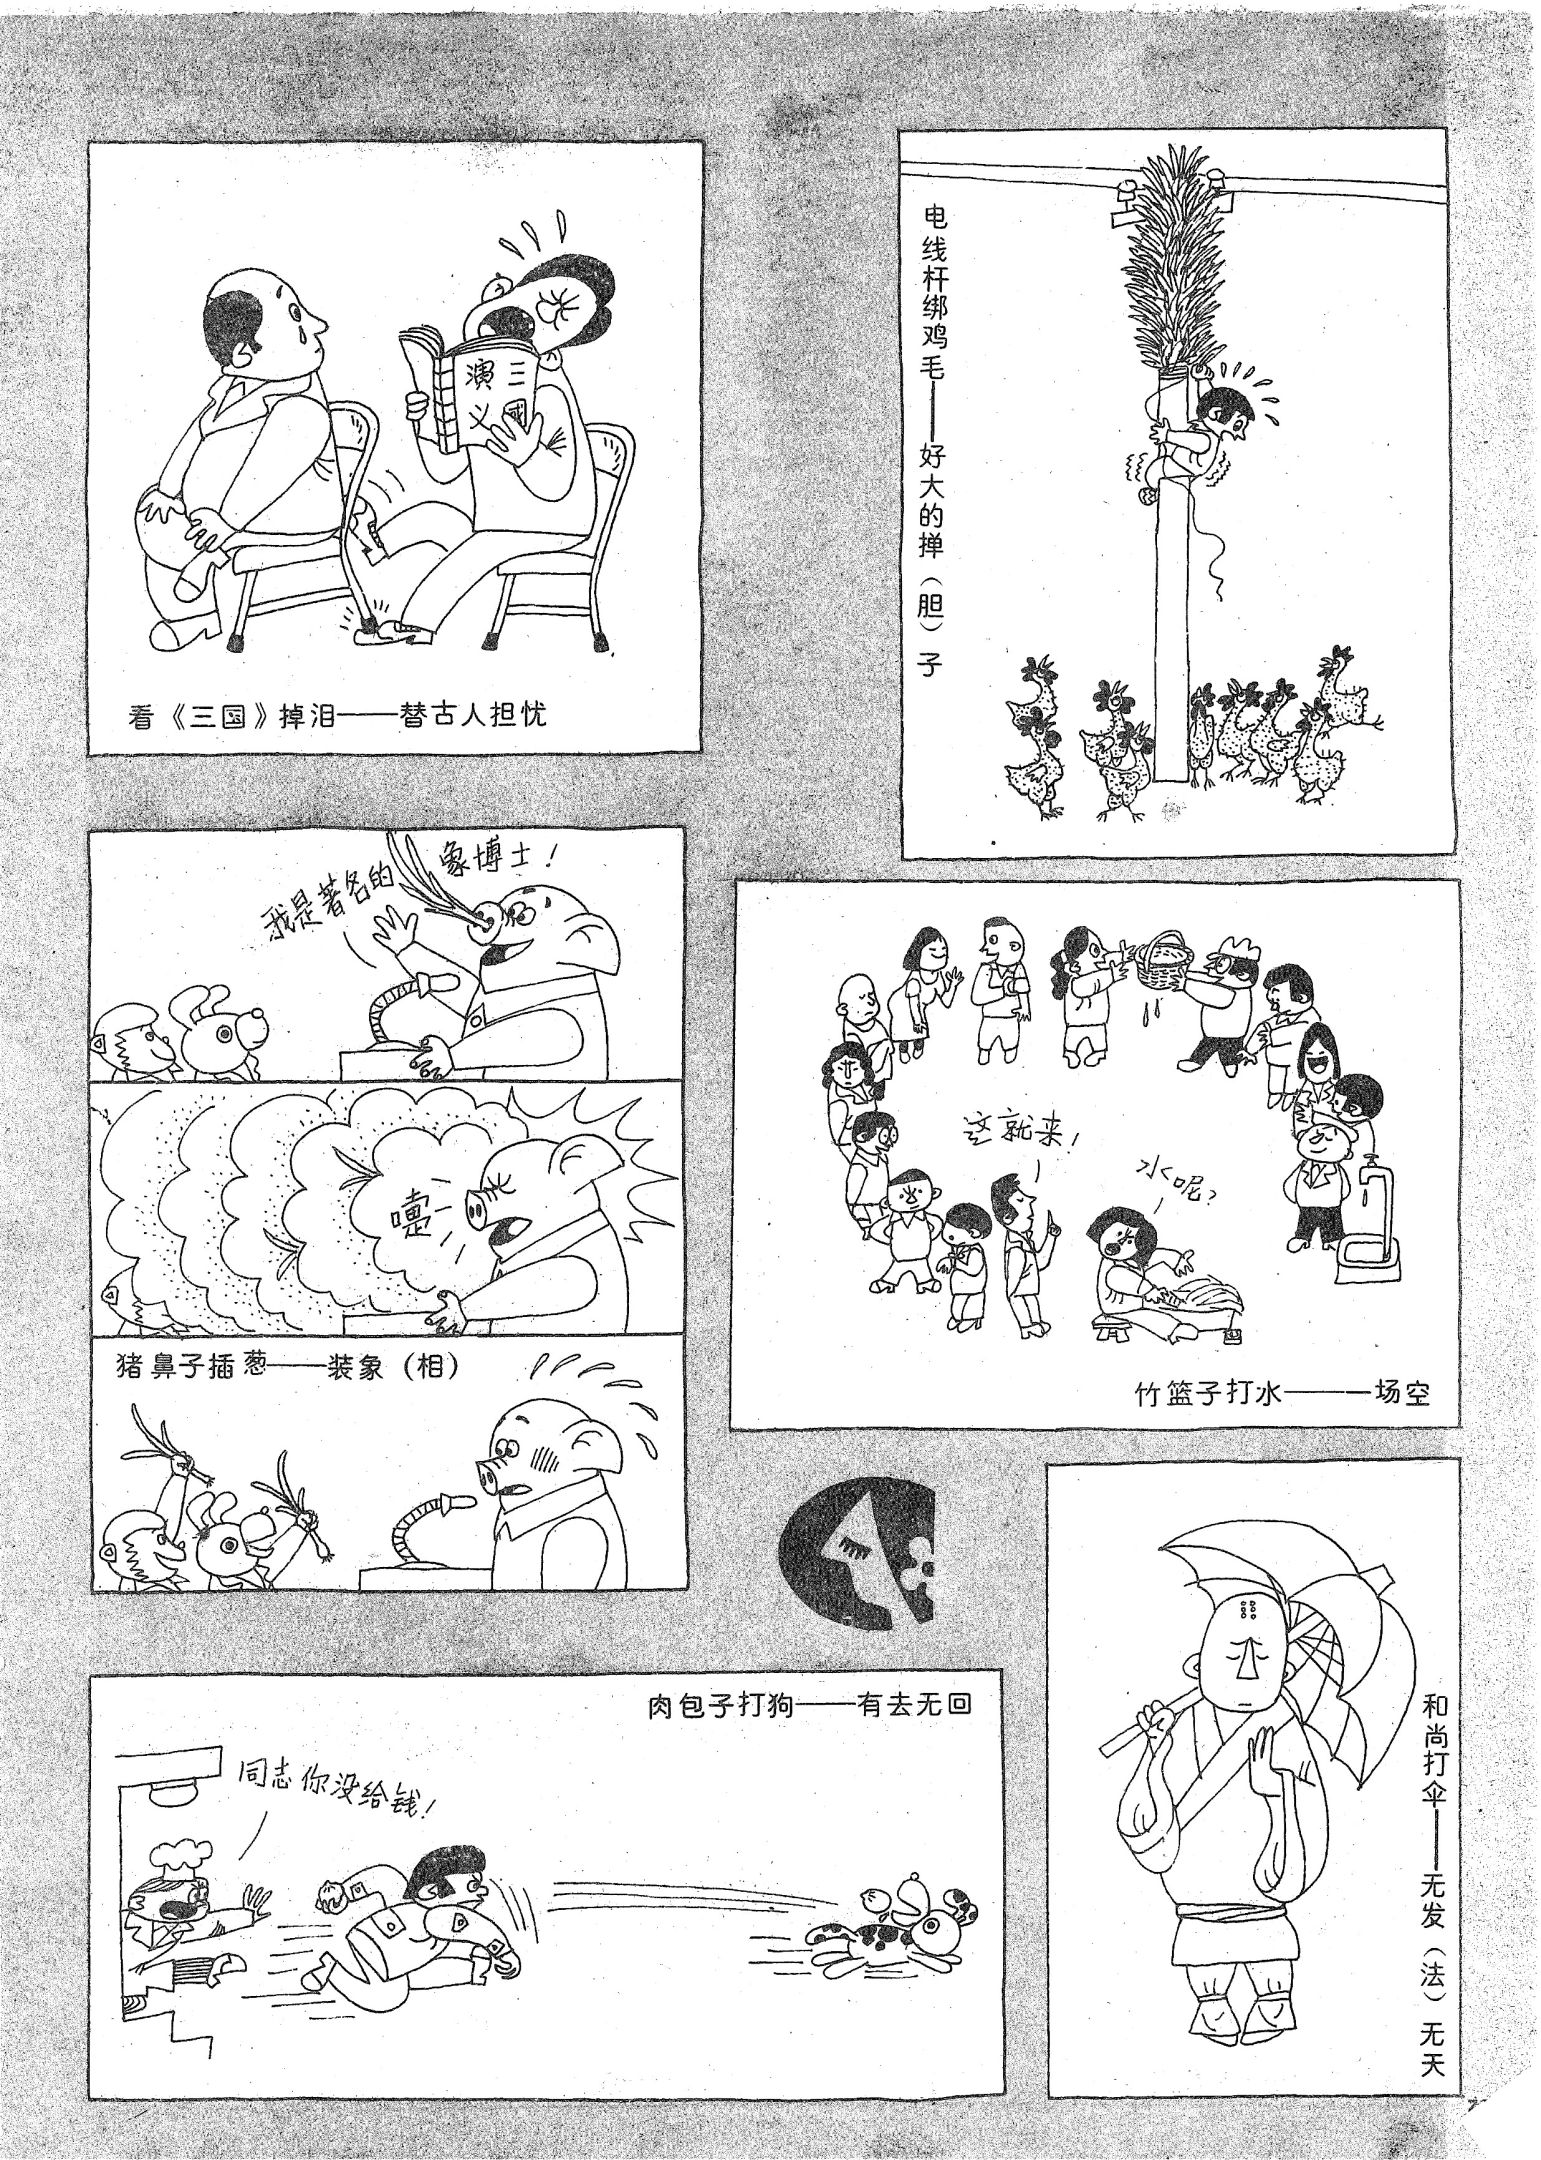 演三
义国
看《三国》掉泪——替古人担忧
电线杆绑鸡毛——好大的掸（胆）子
我是著名的象博士！
嚏
猪鼻子插葱——装象（相）
这就来！
水呢？
竹篮子打水——一场空
肉包子打狗——有去无回
同志你没给钱！
和尚打伞——无发（法）无天